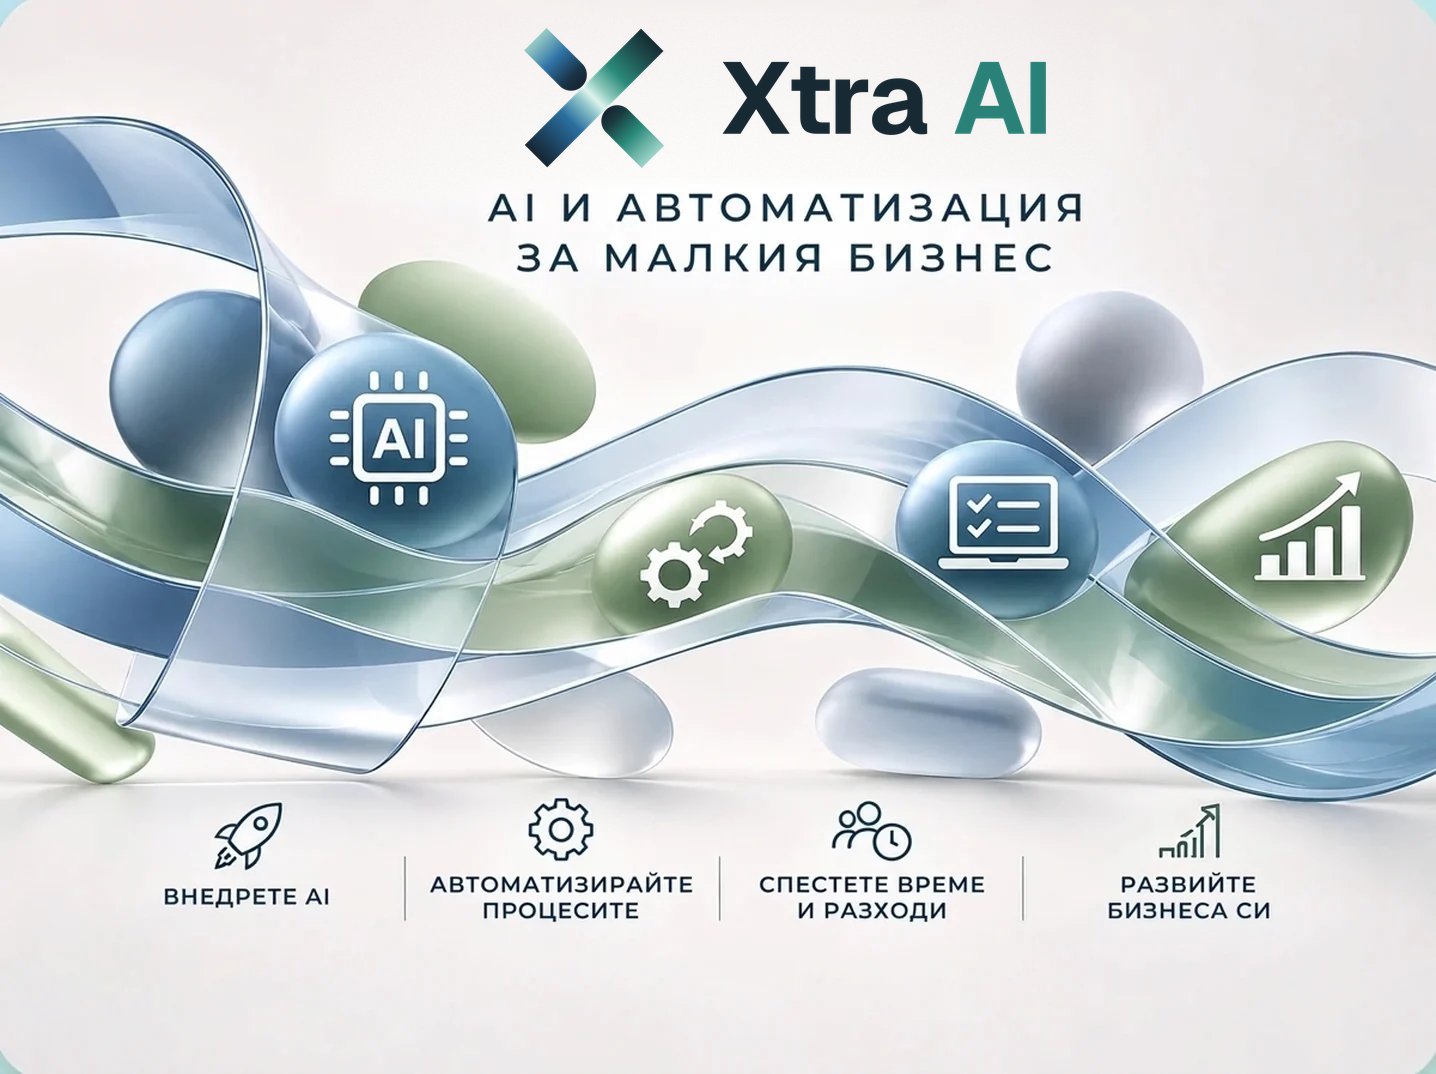 Xtra AI
AI И АВТОМАТИЗАЦИЯ
ЗА МАЛКИЯ БИЗНЕС
AI
ВНЕДРЕТЕ AI
АВТОМАТИЗИРАЙТЕ
ПРОЦЕСИТЕ
СПЕСТЕТЕ ВРЕМЕ
И РАЗХОДИ
РАЗВИЙТЕ
БИЗНЕСА СИ